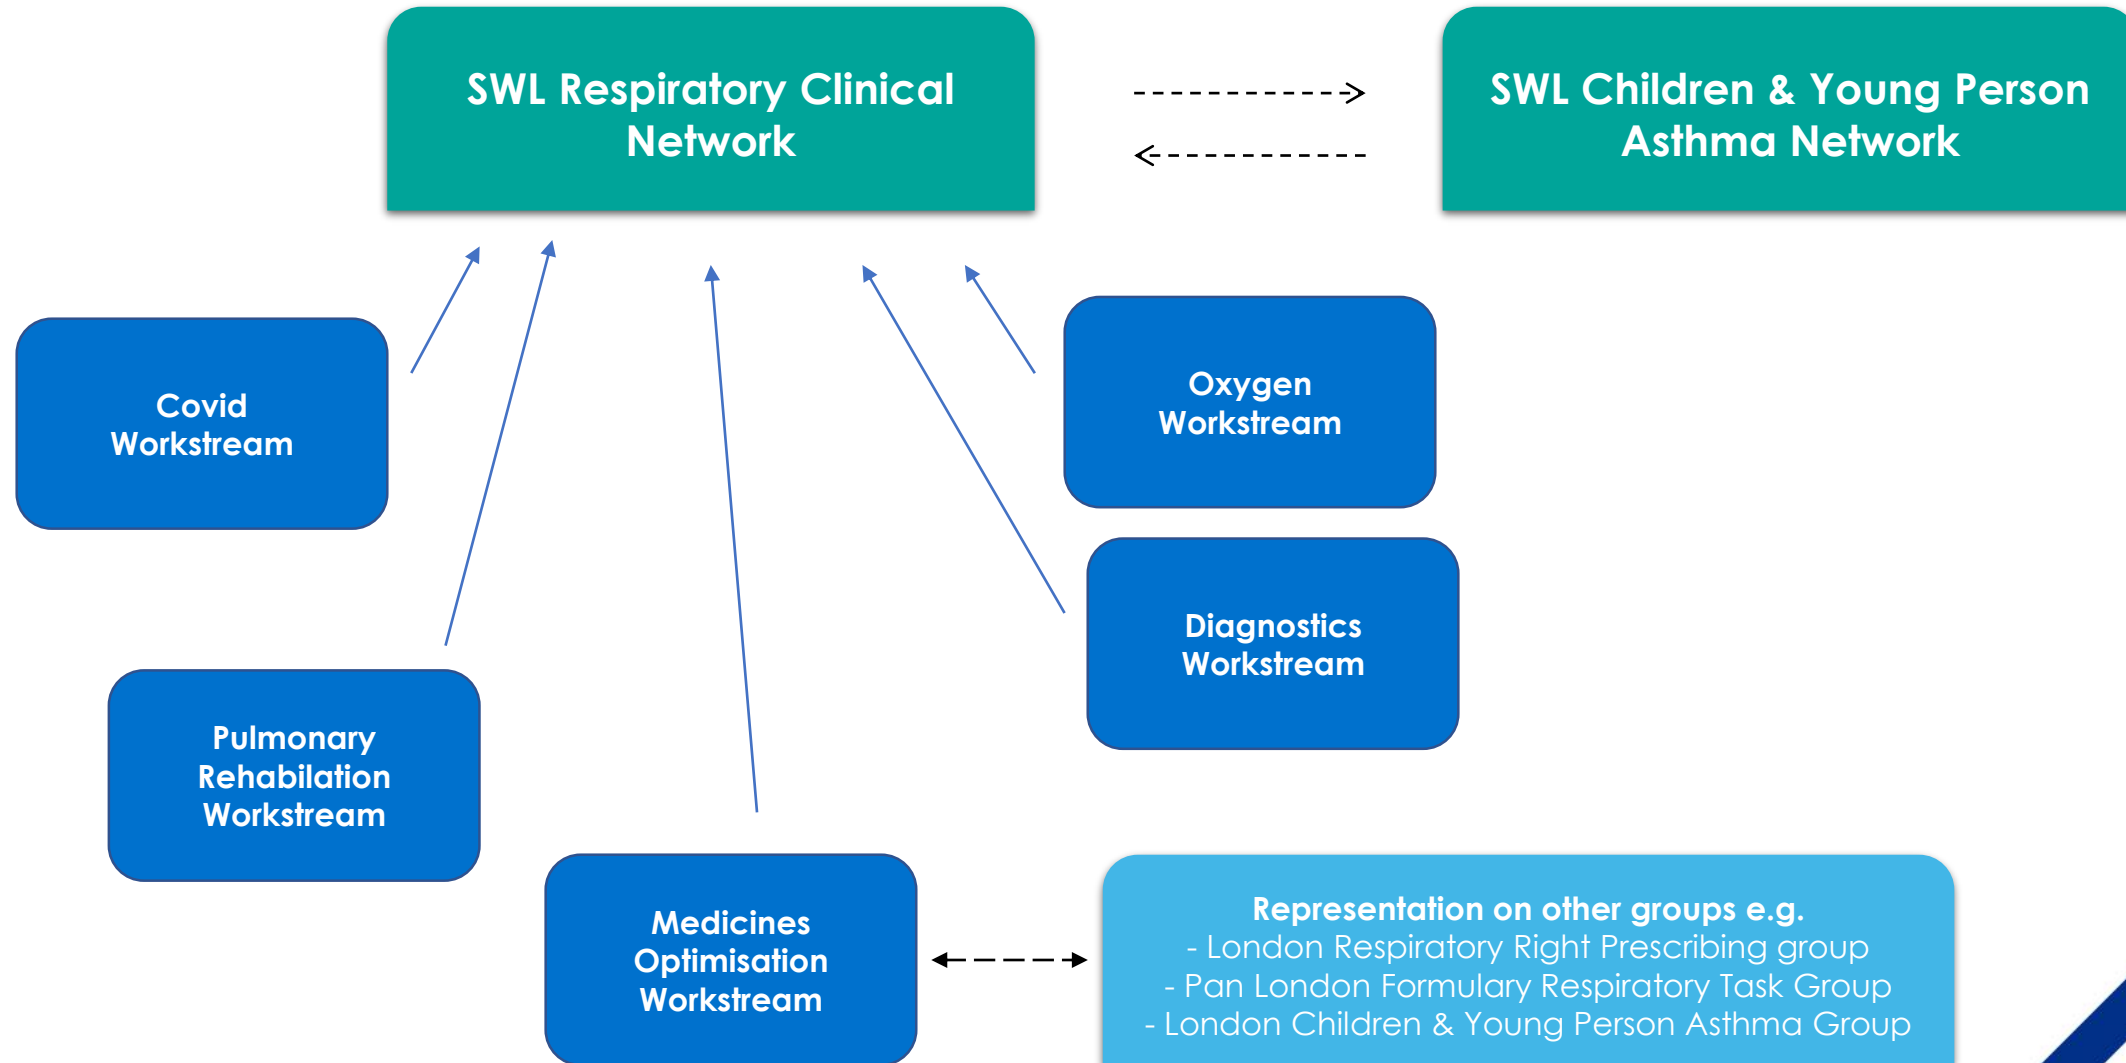 SWL Respiratory Clinical
Network
SWL Children & Young Person
Asthma Network
Covid
Workstream
Oxygen
Workstream
Diagnostics
Workstream
Pulmonary
Rehabilation
Workstream
Medicines
Optimisation
Workstream
Representation on other groups e.g.
- London Respiratory Right Prescribing group
- Pan London Formulary Respiratory Task Group
- London Children & Young Person Asthma Group